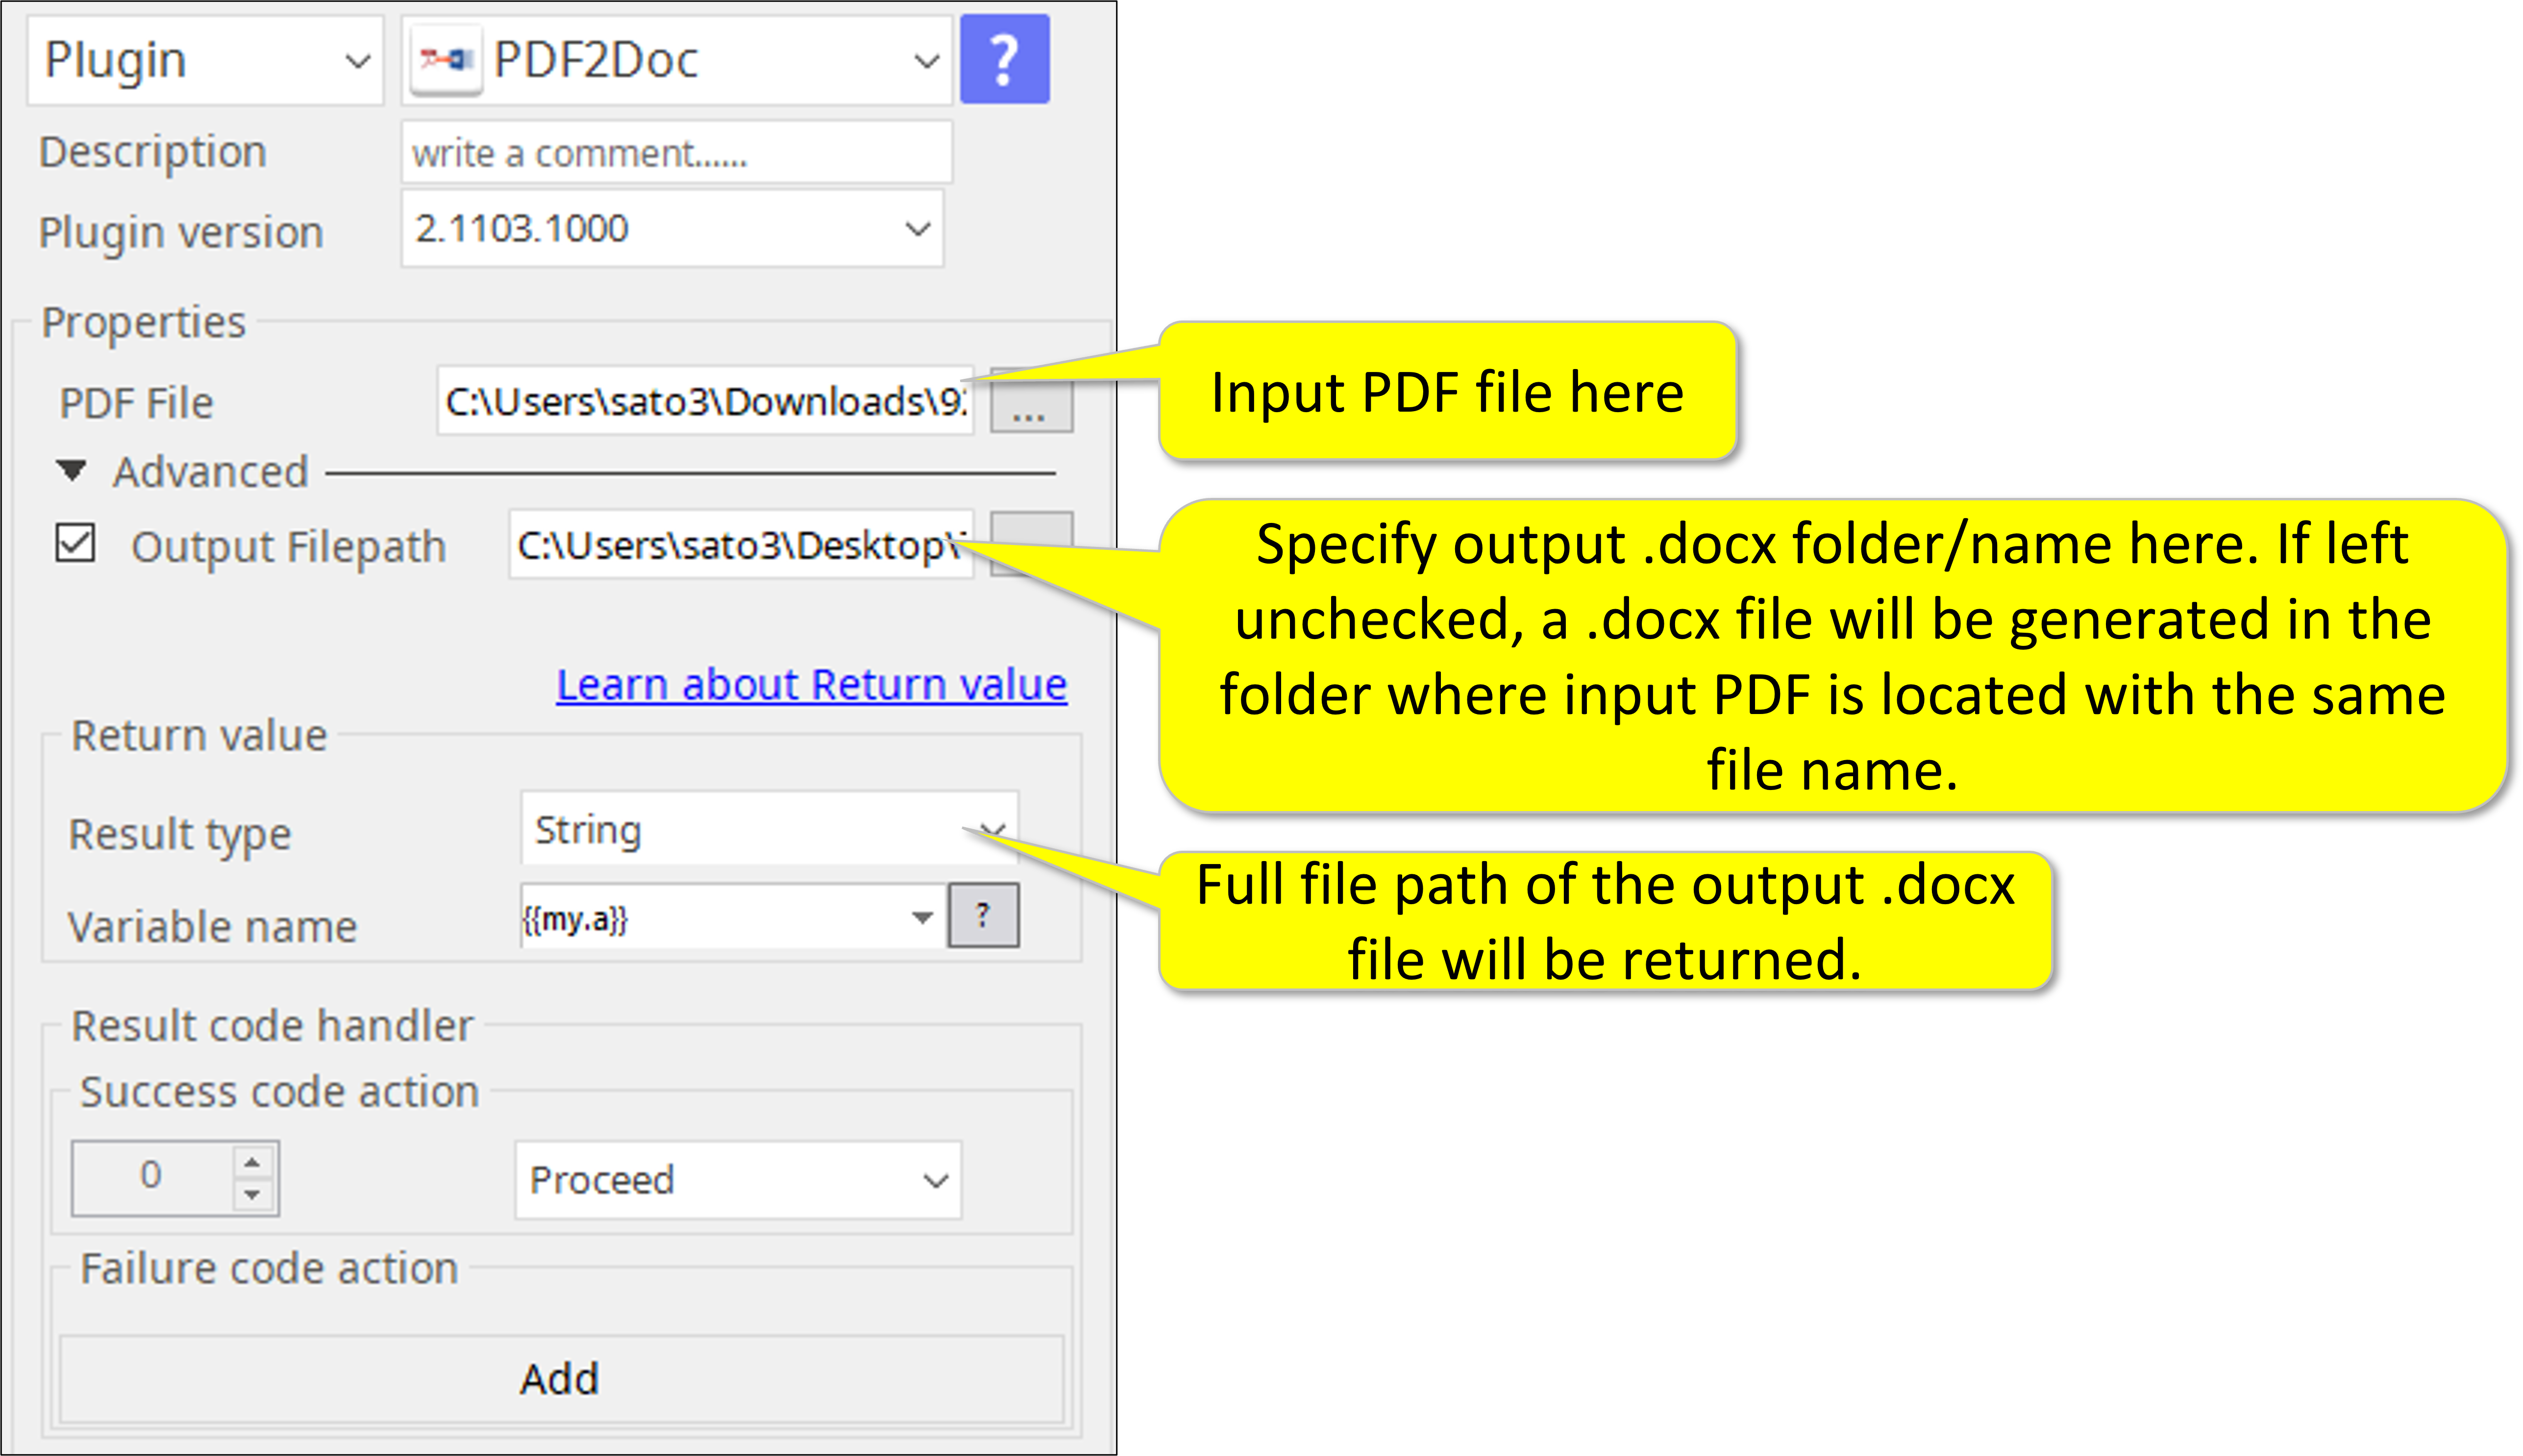 Plugin
PDF2Doc
?
Description
write a comment......
Plugin version
2.1103.1000
Properties
PDF File
C:\Users\sato3\Downloads\9
...
Input PDF file here
Advanced
Output Filepath
C:\Users\sato3\Desktop\
Specify output .docx folder/name here. If left
unchecked, a .docx file will be generated in the
folder where input PDF is located with the same
file name.
Learn about Return value
Return value
Result type
String
Full file path of the output .docx
file will be returned.
Variable name
{{my.a}}
?
Result code handler
Success code action
0
Proceed
Failure code action
Add